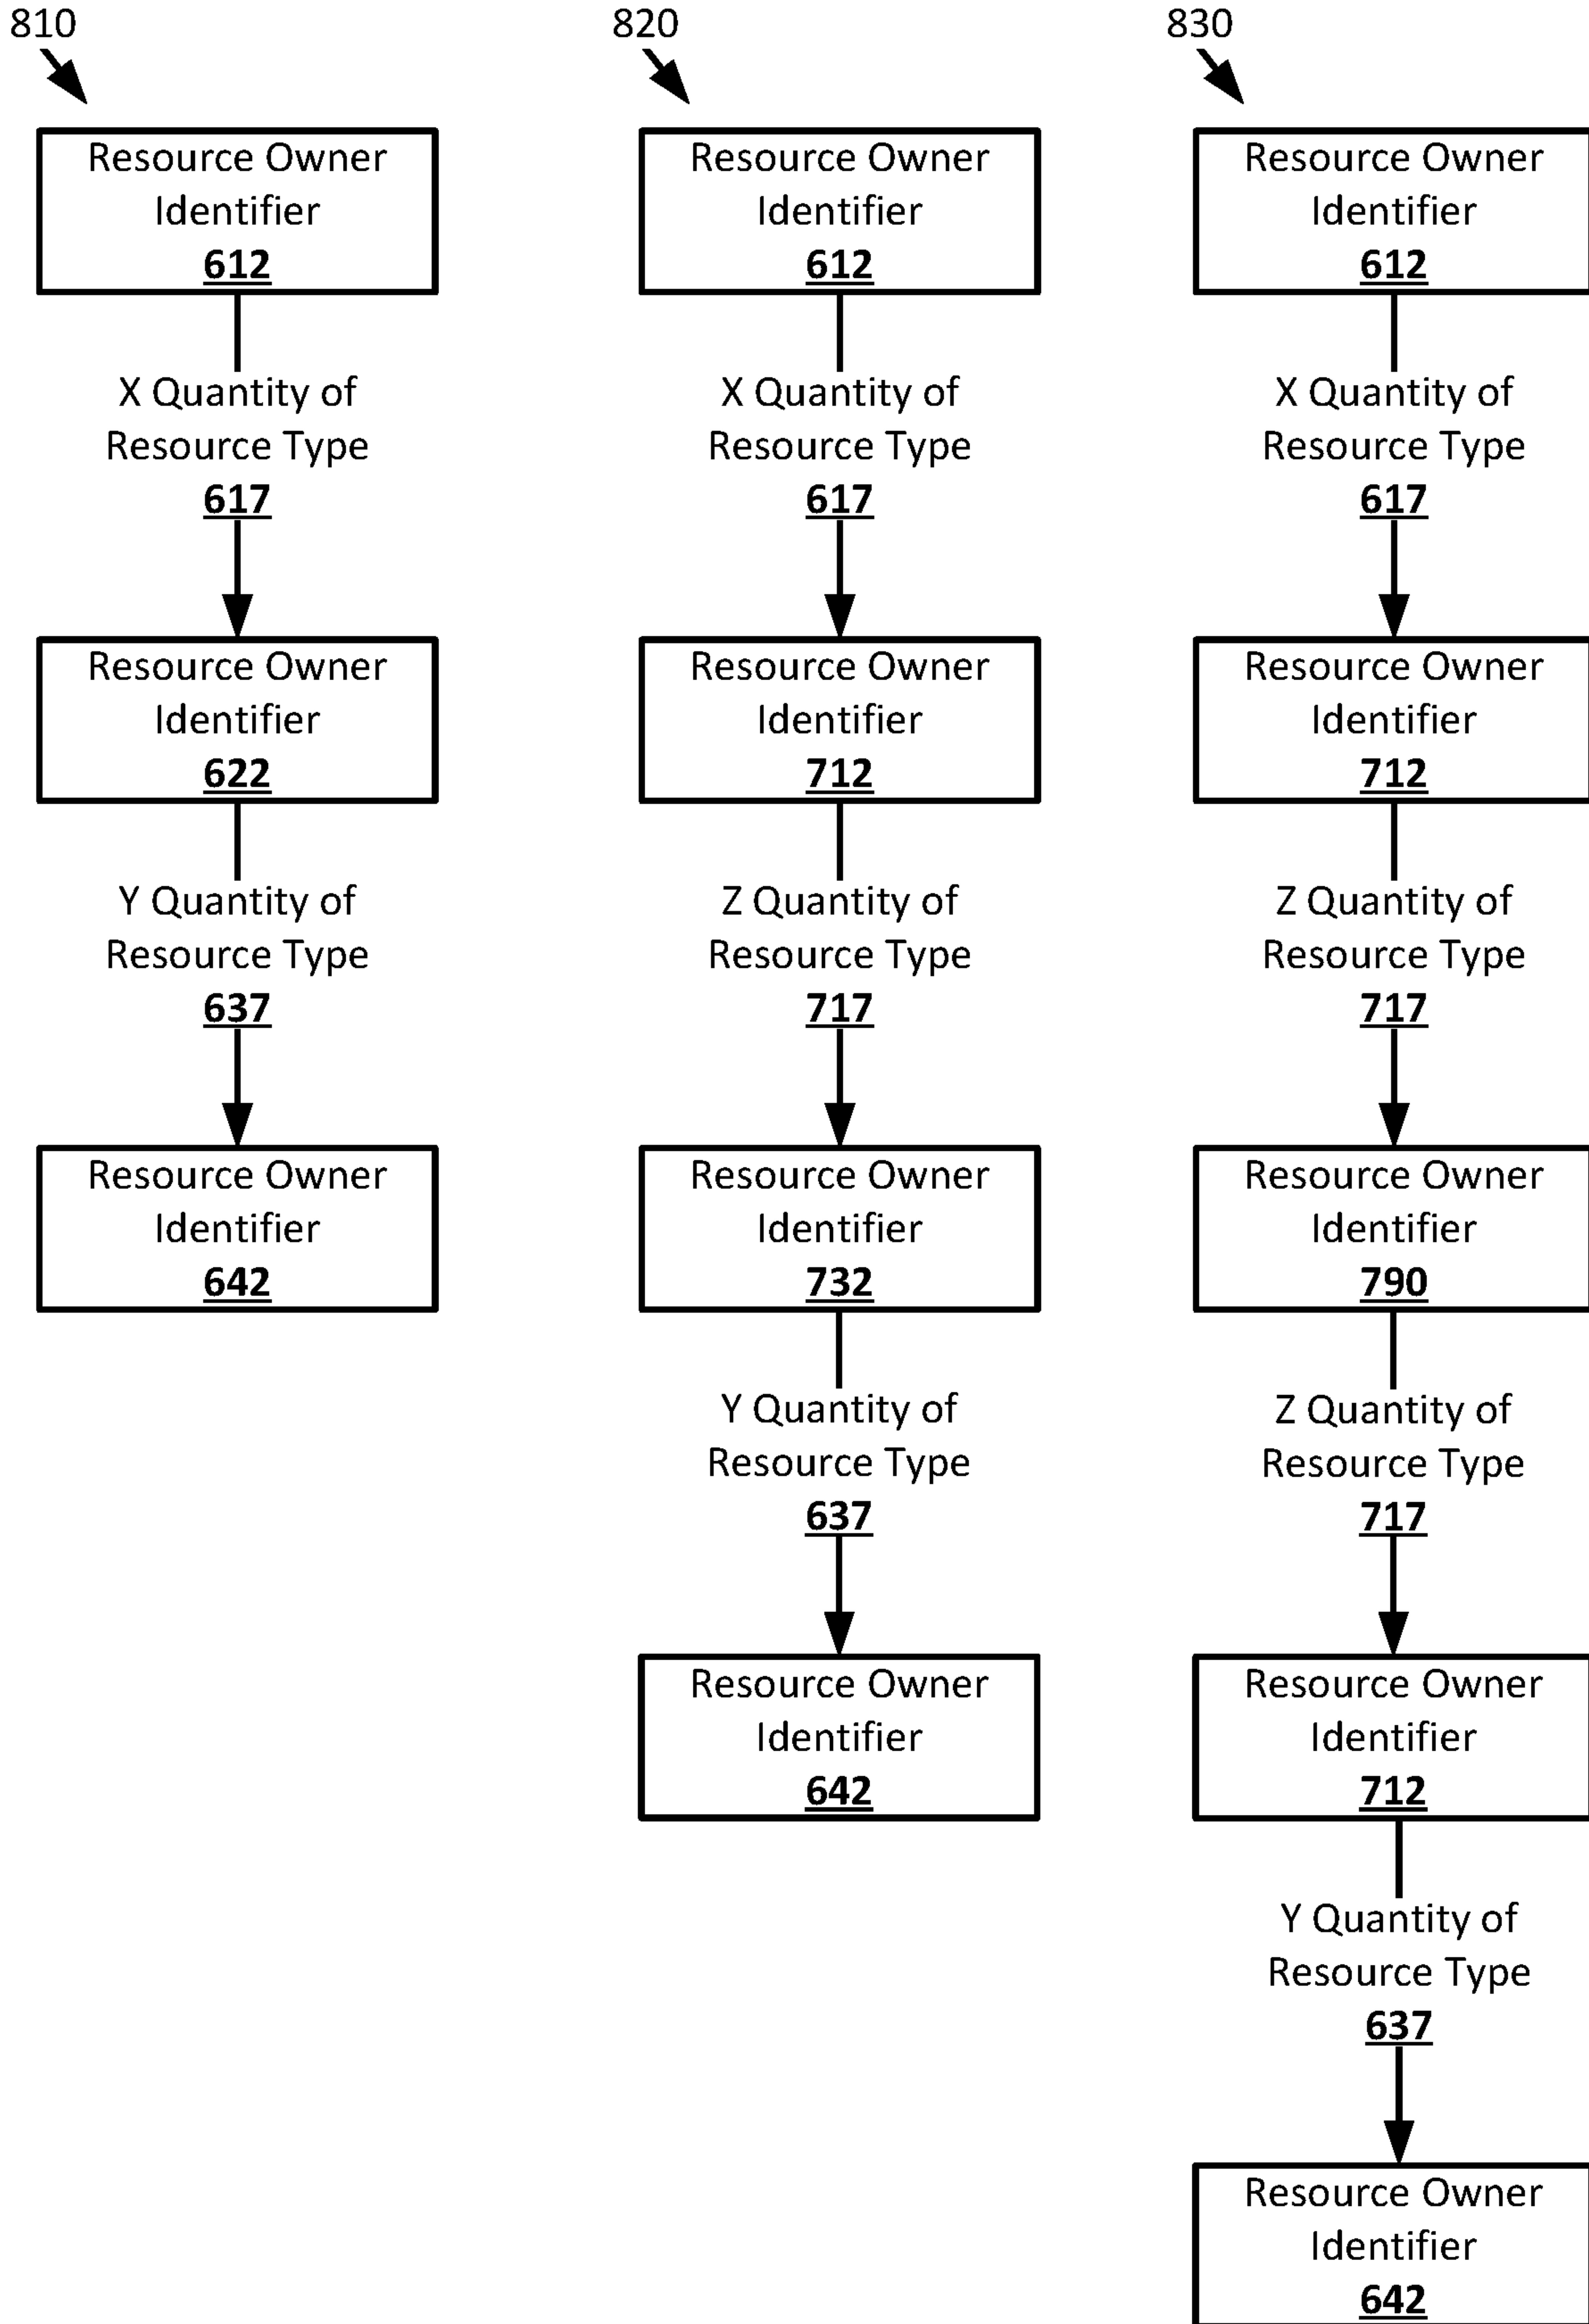 810
Resource Owner
Identifier
612
X Quantity of
Resource Type
617
Resource Owner
Identifier
622
Y Quantity of
Resource Type
637
Resource Owner
Identifier
642
820
Resource Owner
Identifier
612
X Quantity of
Resource Type
617
Resource Owner
Identifier
712
Z Quantity of
Resource Type
717
Resource Owner
Identifier
732
Y Quantity of
Resource Type
637
Resource Owner
Identifier
642
830
Resource Owner
Identifier
612
X Quantity of
Resource Type
617
Resource Owner
Identifier
712
Z Quantity of
Resource Type
717
Resource Owner
Identifier
790
Z Quantity of
Resource Type
717
Resource Owner
Identifier
712
Y Quantity of
Resource Type
637
Resource Owner
Identifier
642